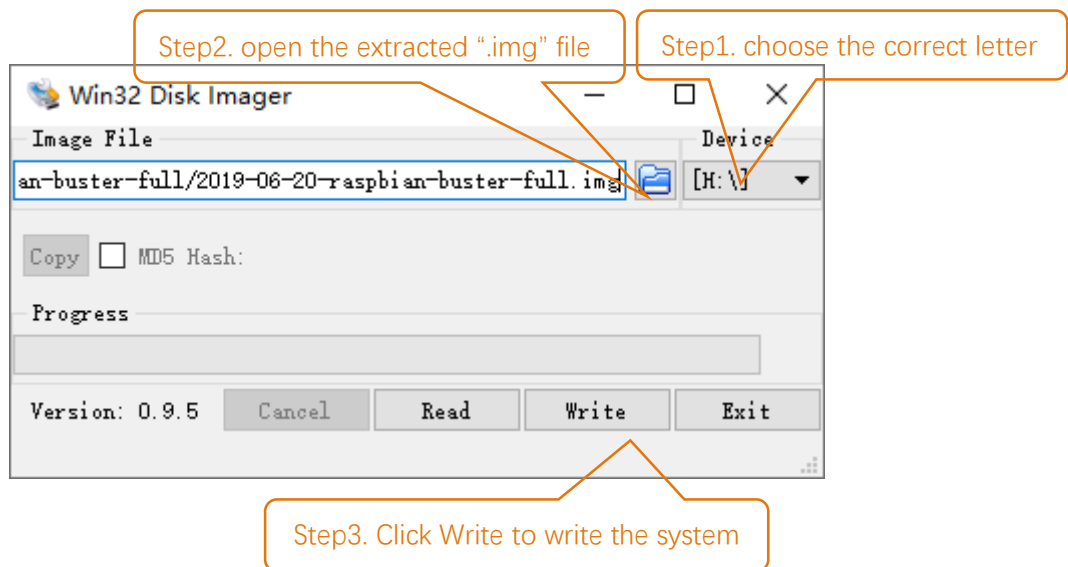 Step2. open the extracted “.img” file
Step1. choose the correct letter
Win32 Disk Imager
Image File
Device
an-buster-full/2019-06-20-raspbian-buster-full.img
[H:\]
Copy
MD5 Hash:
Progress
Version: 0.9.5
Cancel
Read
Write
Exit
Step3. Click Write to write the system